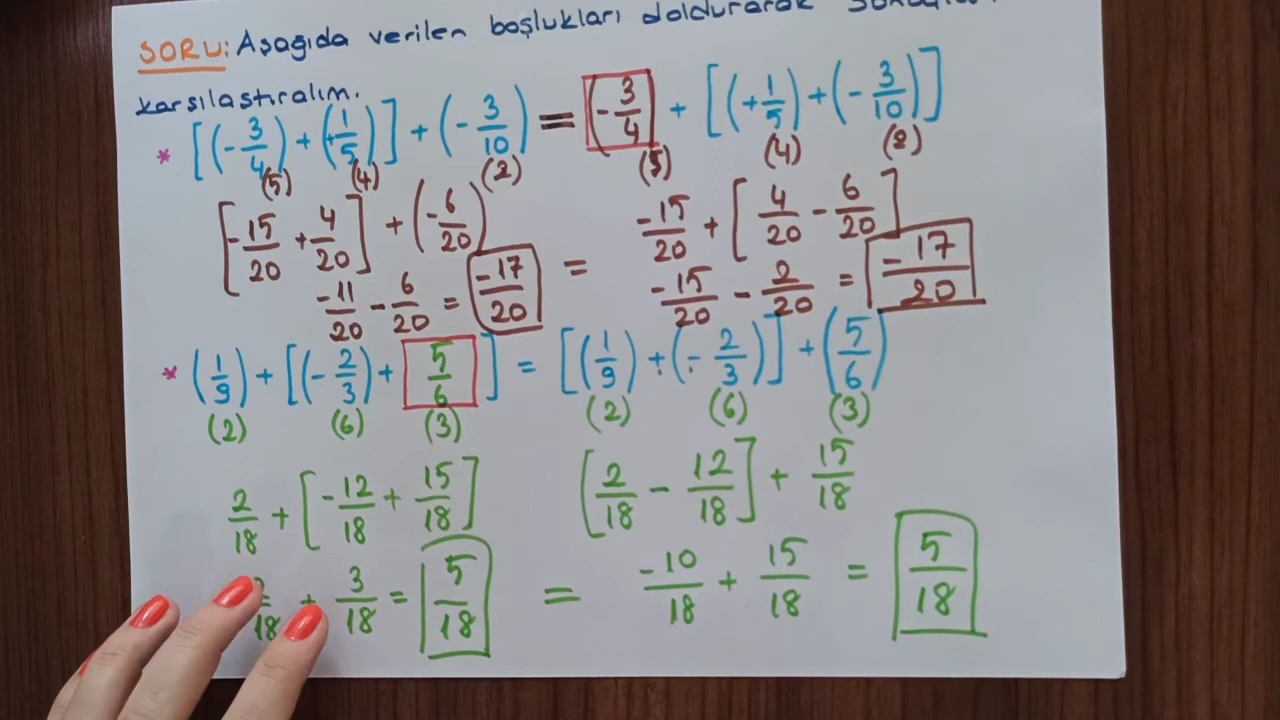 SORU: Aşağıda verilen boşlukları doldurarak
karşılaştıralım.
* [(-3/4) + (+1/5)] + (-3/10) = (-3/4) + [(+1/5) + (-3/10)]
(5) (4) (2) (5) (4) (2)
[-15/20 + 4/20] + (-6/20) = -15/20 + [4/20 - 6/20]
-11/20 - 6/20 = -17/20 -15/20 - 2/20 = -17/20
* (1/9) + [(-2/3) + 5/6] = [(1/9) + (-2/3)] + (5/6)
(2) (6) (3) (2) (6) (3)
2/18 + [-12/18 + 15/18] [2/18 - 12/18] + 15/18
/18 + 3/18 = 5/18 = -10/18 + 15/18 = 5/18